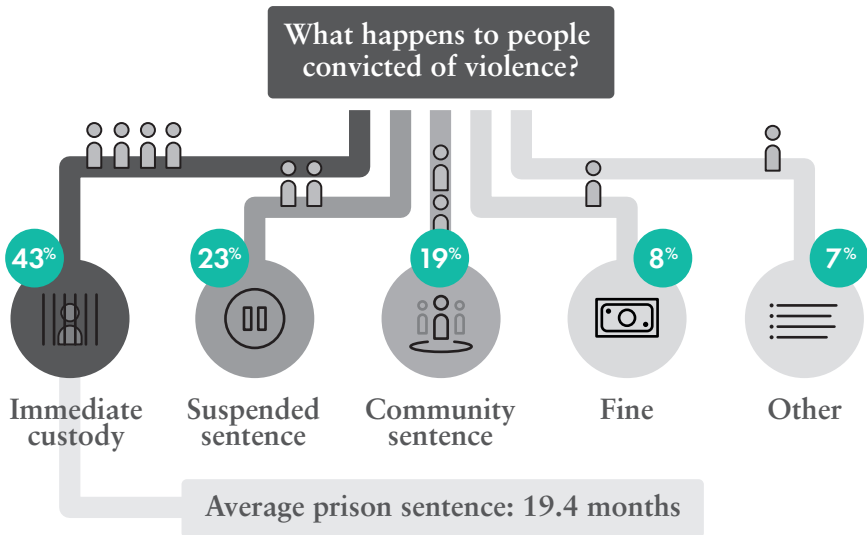 What happens to people
convicted of violence?
43%
23%
19%
8%
7%
Immediate
custody
Suspended
sentence
Community
sentence
Fine
Other
Average prison sentence: 19.4 months